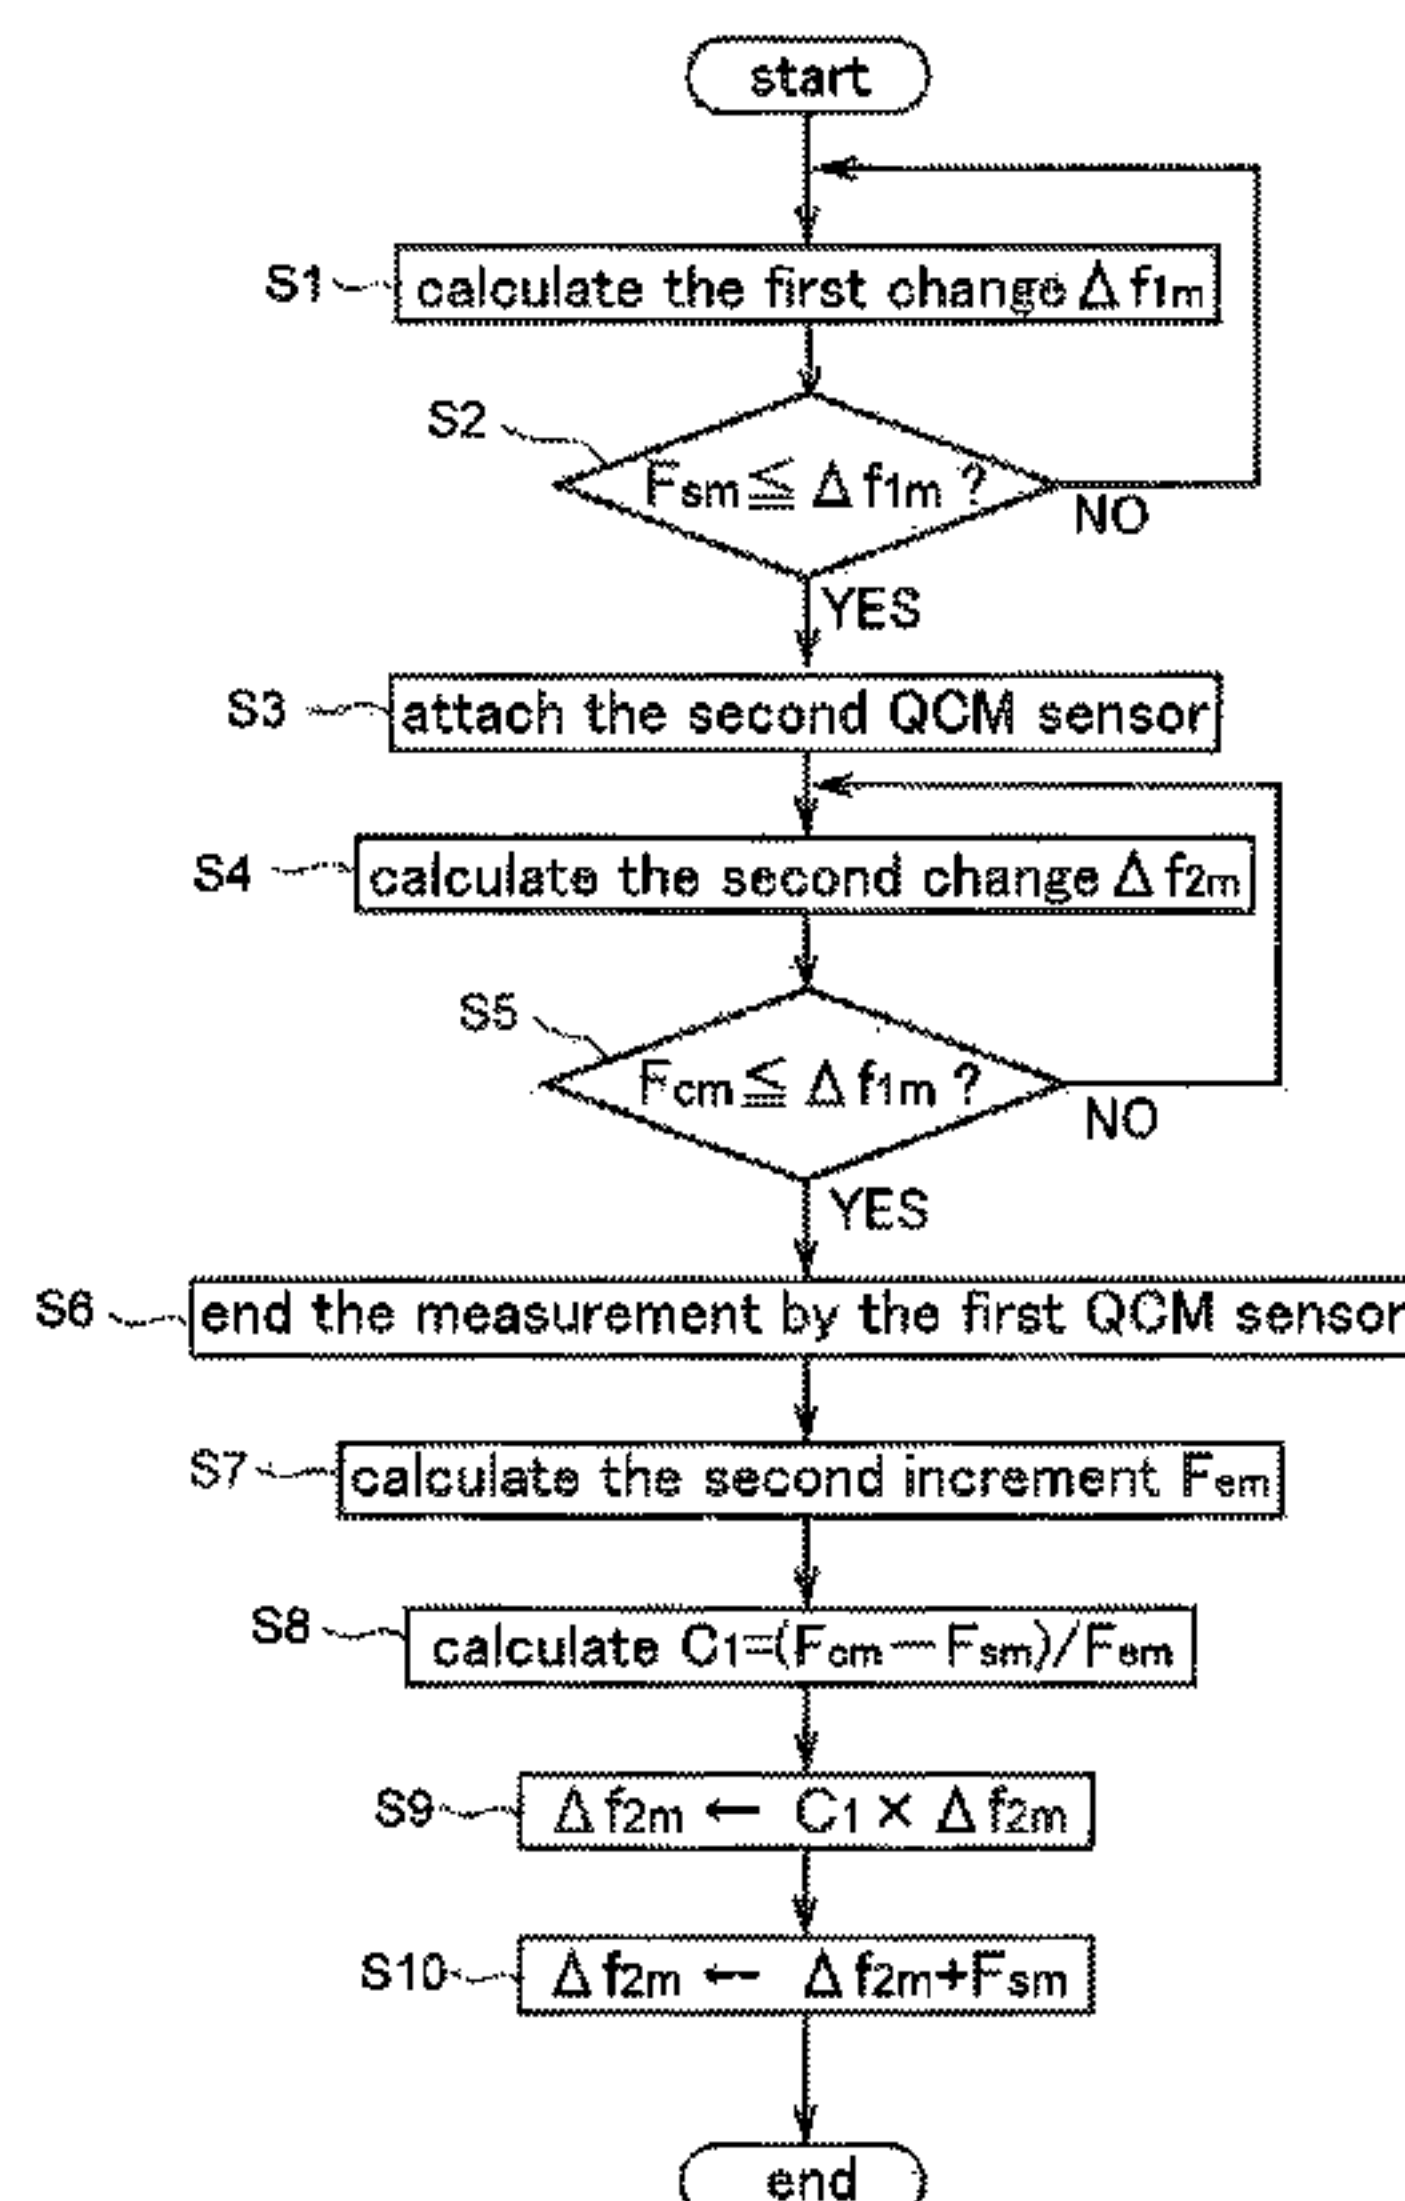 start
S1 calculate the first change Δf1m
S2
Fsm≦Δf1m?
NO
YES
S3 attach the second QCM sensor
S4 calculate the second change Δf2m
S5
Fcm≦Δf1m?
NO
YES
S6 end the measurement by the first QCM sensor
S7 calculate the second increment Fem
S8 calculate C1=(Fcm−Fsm)/Fem
S9 Δf2m ← C1×Δf2m
S10 Δf2m ← Δf2m+Fsm
end